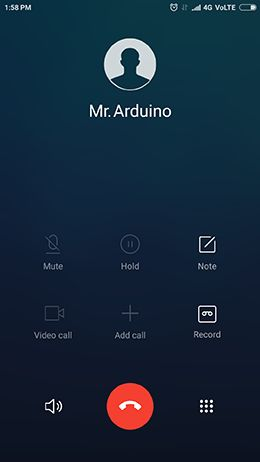 1:58 PM 4G VoLTE
Mr. Arduino
Mute Hold Note
Video call Add call Record